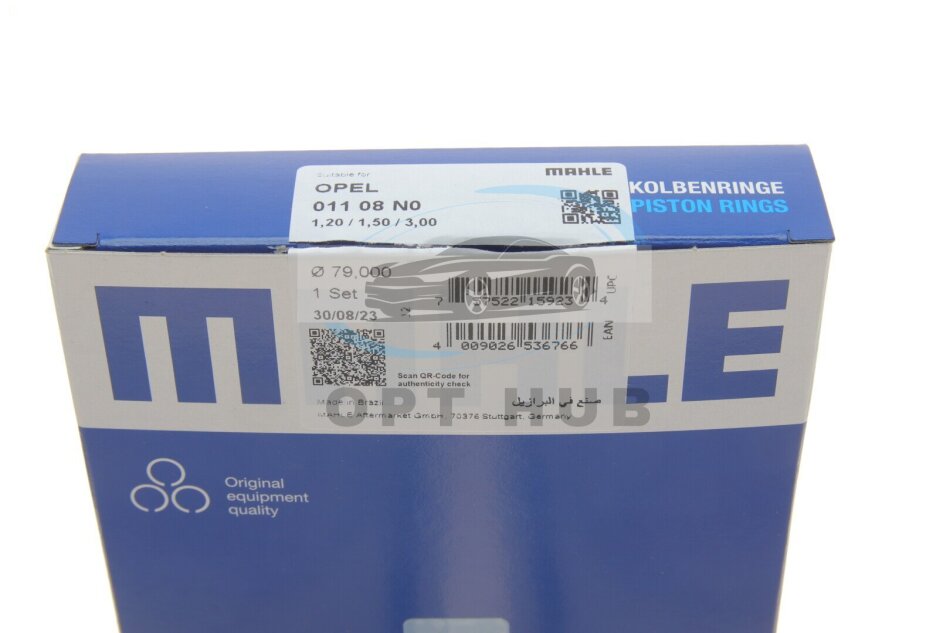 Suitable for
MAHLE
OPEL
011 08 N0
1,20 / 1,50 / 3,00
KOLBENRINGE
PISTON RINGS
Ø 79,000
1 Set
30/08/23
UPC
EAN
4 009026 536766
Scan QR-Code for
authenticity check
Made in Brazil
صنع في البرازيل
MAHLE Aftermarket GmbH, 70376 Stuttgart, Germany
OPT HUB
Original
equipment
quality